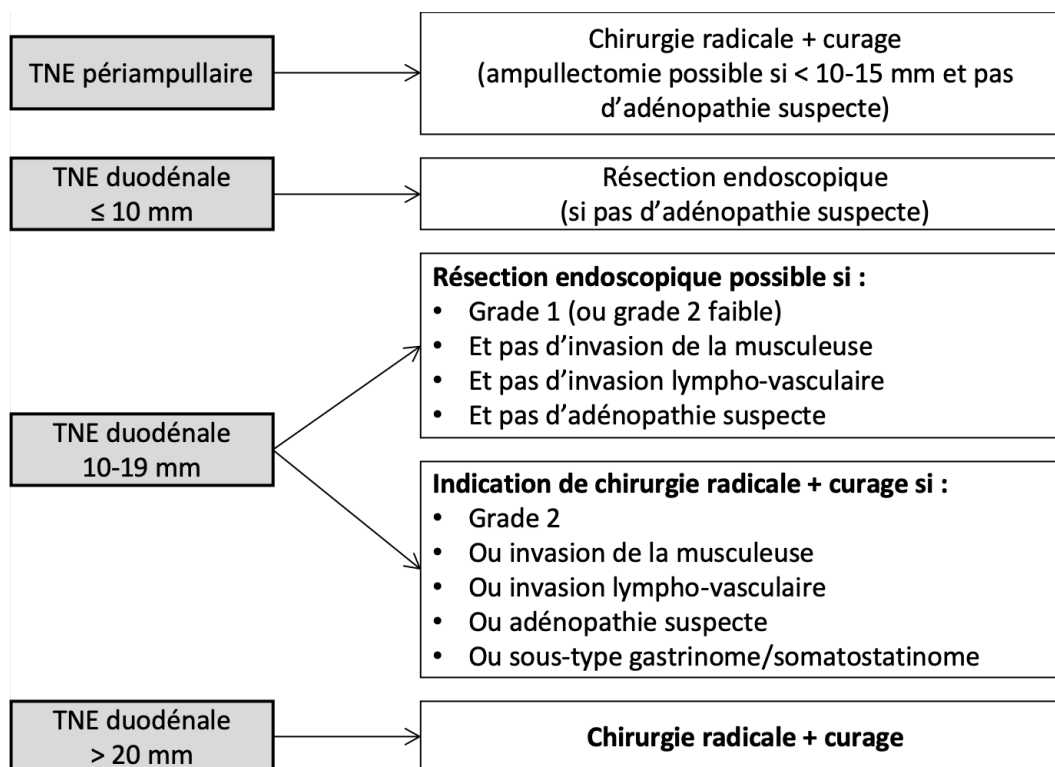 TNE périampullaire
Chirurgie radicale + curage
(ampullectomie possible si < 10-15 mm et pas
d’adénopathie suspecte)
TNE duodénale
≤ 10 mm
Résection endoscopique
(si pas d’adénopathie suspecte)
TNE duodénale
10-19 mm
Résection endoscopique possible si :
• Grade 1 (ou grade 2 faible)
• Et pas d’invasion de la musculeuse
• Et pas d’invasion lympho-vasculaire
• Et pas d’adénopathie suspecte
Indication de chirurgie radicale + curage si :
• Grade 2
• Ou invasion de la musculeuse
• Ou invasion lympho-vasculaire
• Ou adénopathie suspecte
• Ou sous-type gastrinome/somatostatinome
TNE duodénale
> 20 mm
Chirurgie radicale + curage